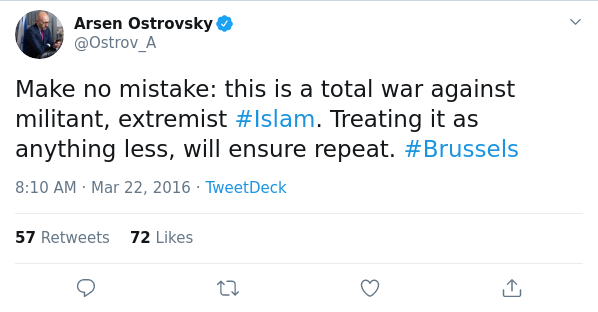 Arsen Ostrovsky
@Ostrov_A
Make no mistake: this is a total war against
militant, extremist #Islam. Treating it as
anything less, will ensure repeat. #Brussels
8:10 AM · Mar 22, 2016 · TweetDeck
57 Retweets 72 Likes